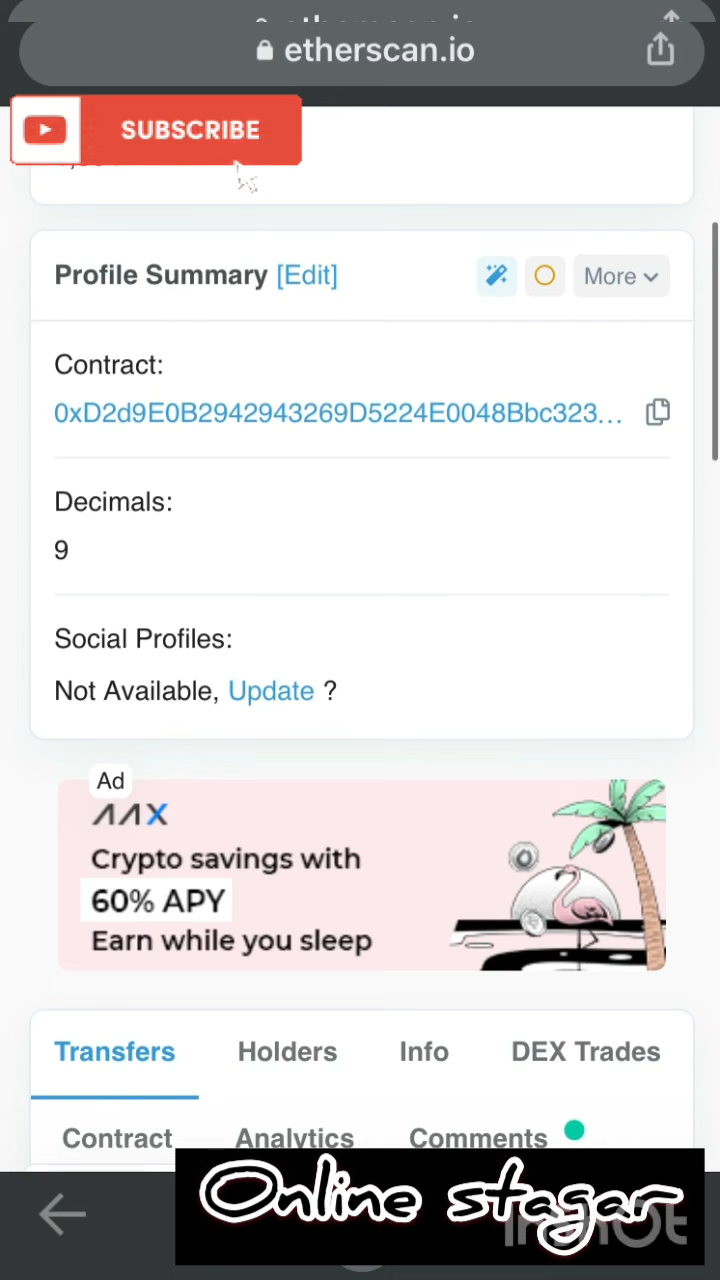 etherscan.io
SUBSCRIBE
Profile Summary [Edit]
More
Contract:
0xD2d9E0B2942943269D5224E0048Bbc323...
Decimals:
9
Social Profiles:
Not Available, Update ?
Ad
AAX
Crypto savings with
60% APY
Earn while you sleep
Transfers Holders Info DEX Trades
Contract Analytics Comments
Online stagar